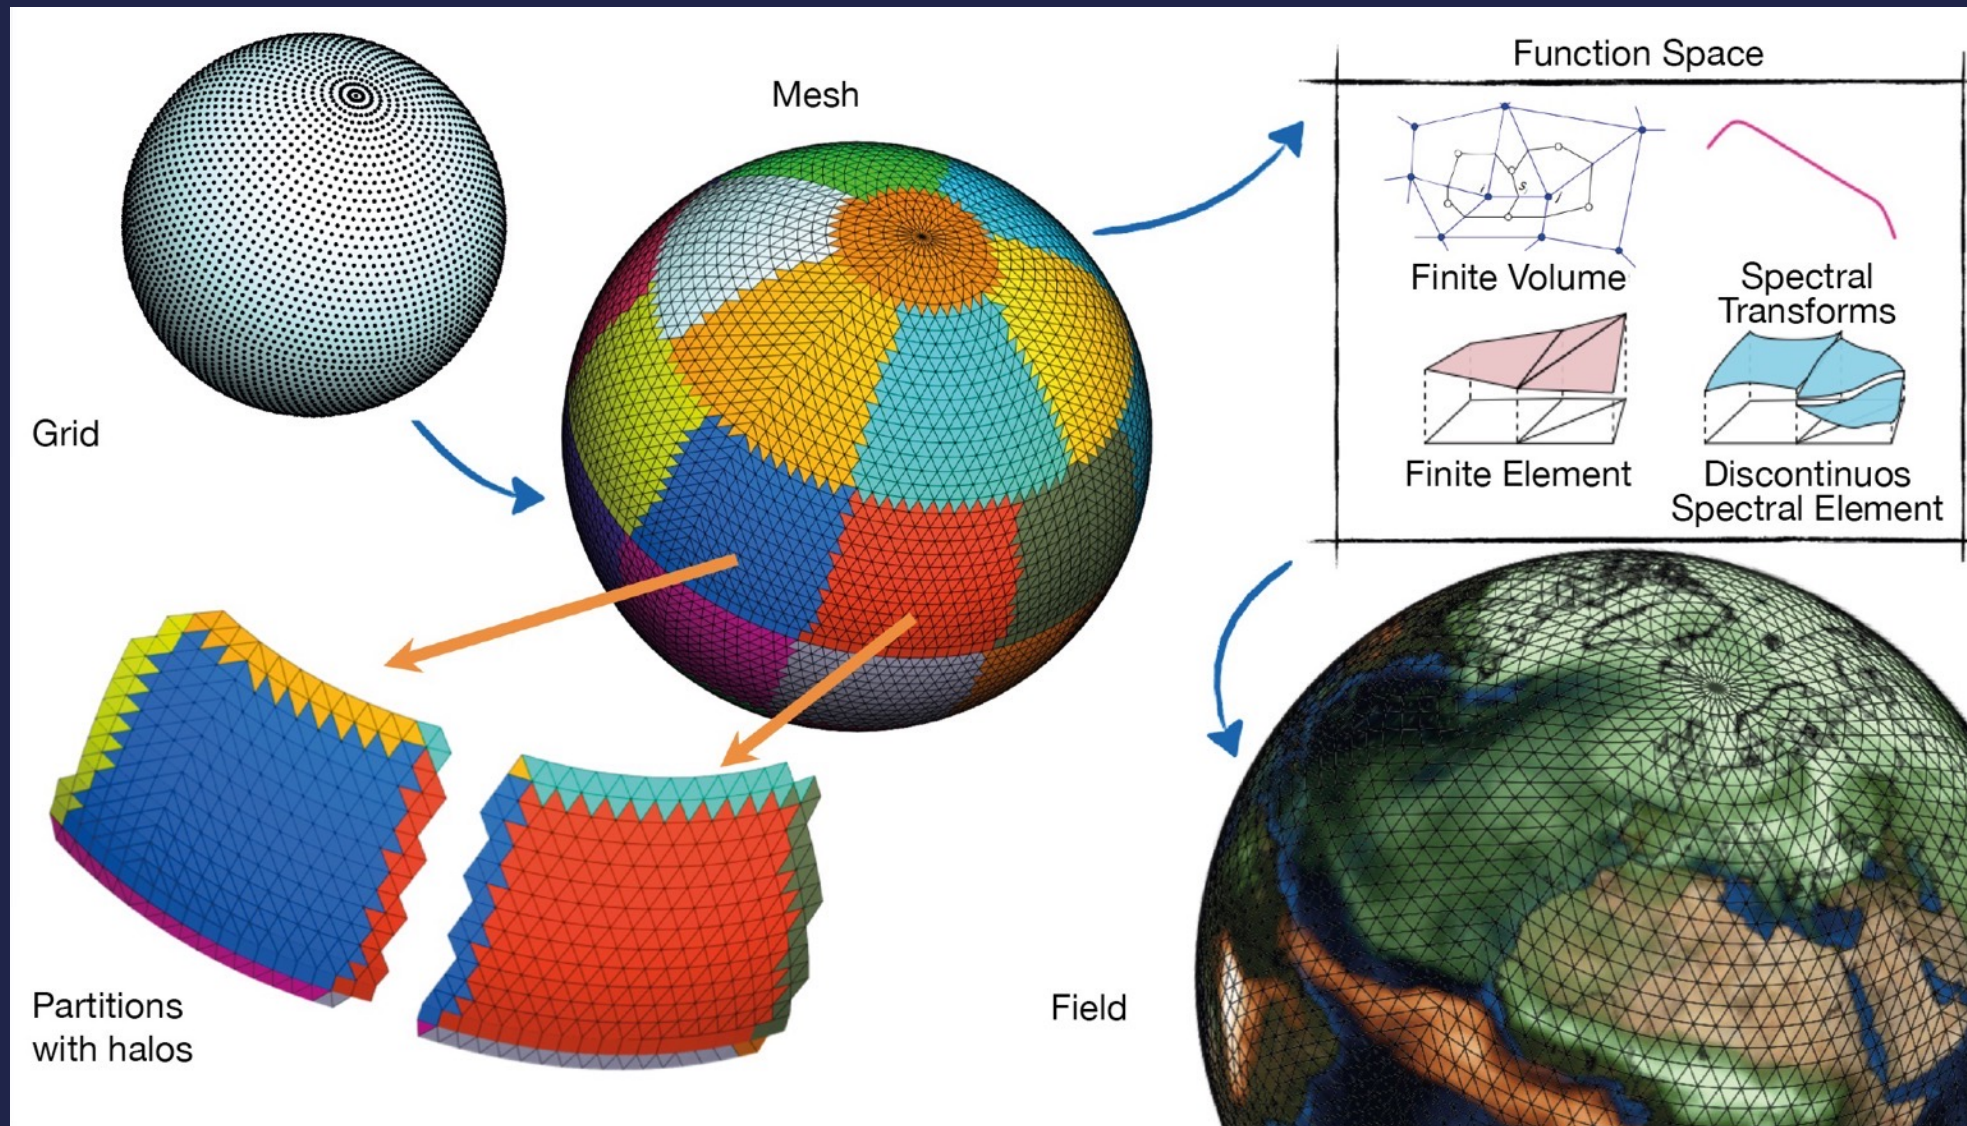 Mesh
Grid
Function Space
i
S
j
Finite Volume
Spectral
Transforms
Finite Element
Discontinuos
Spectral Element
Partitions
with halos
Field